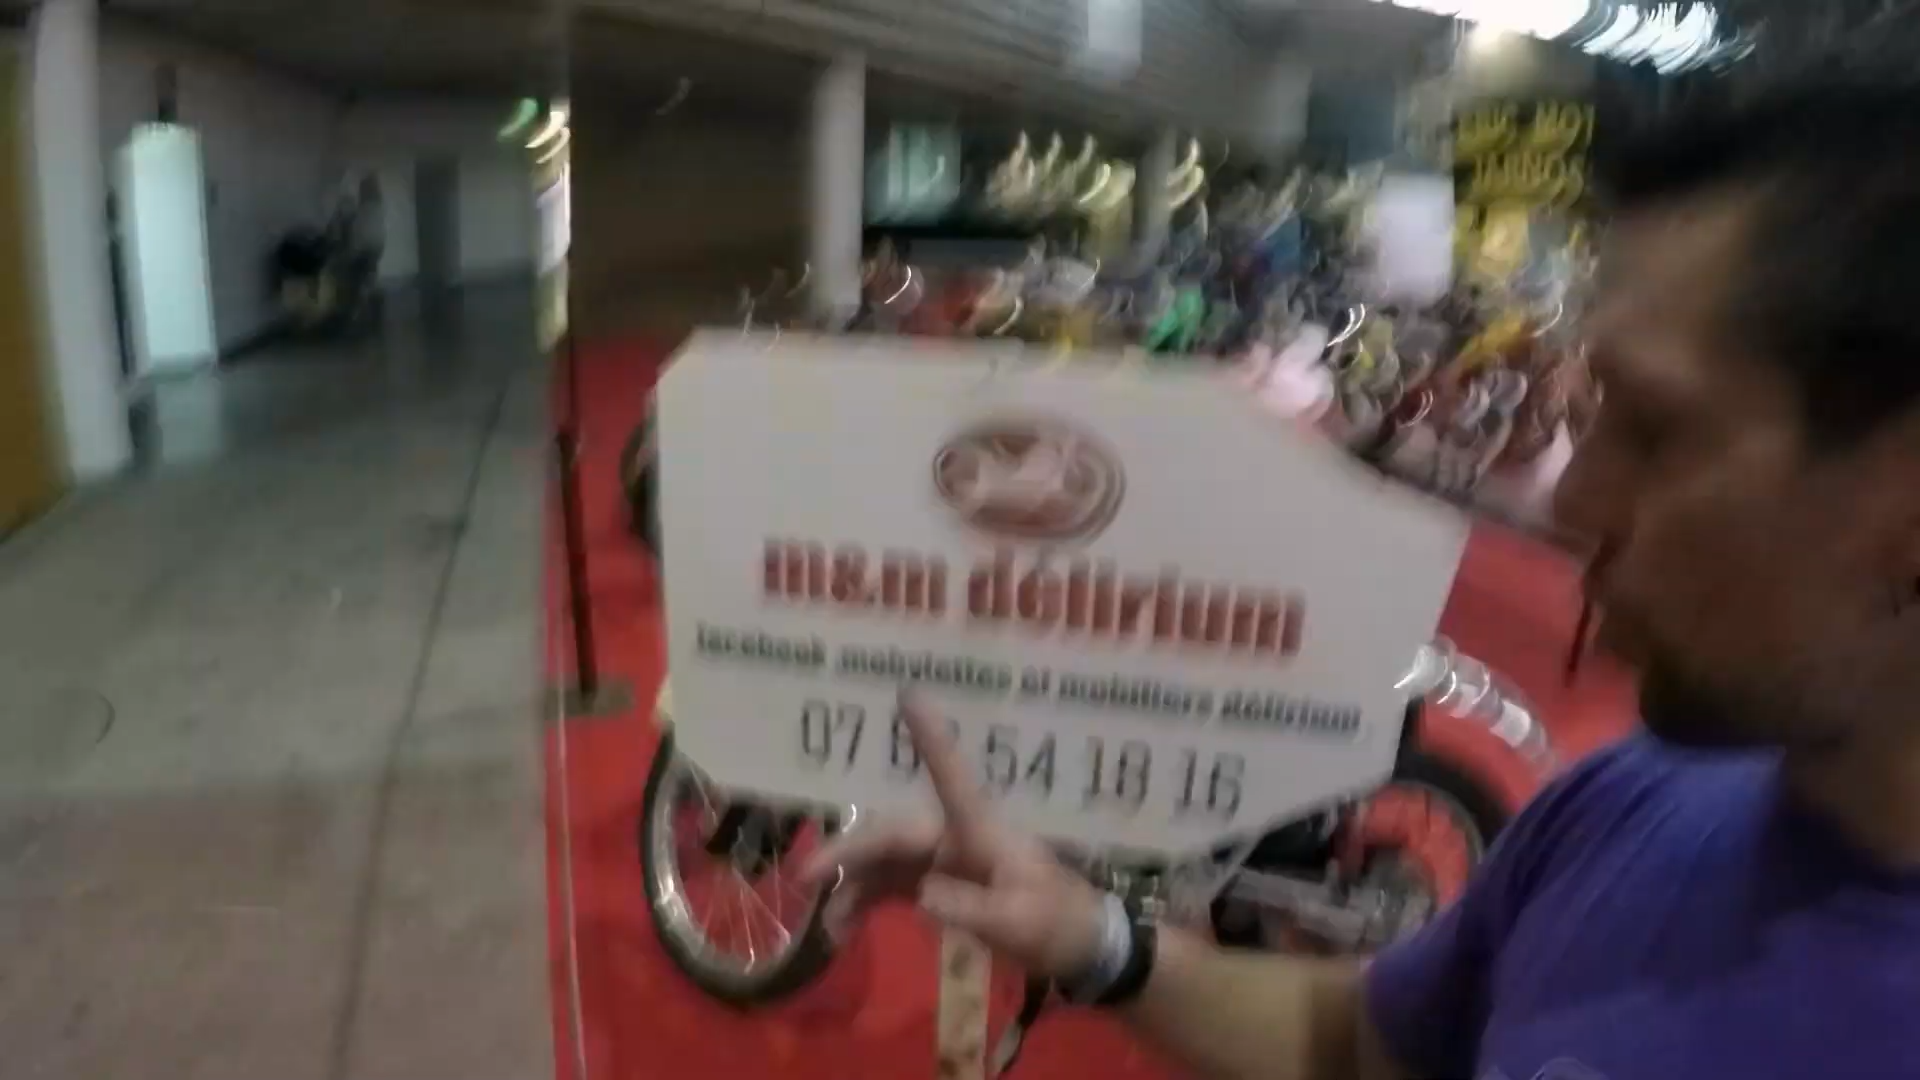 m&m délirium
facebook mobylettes et mobiliers délirium
07 54 18 16